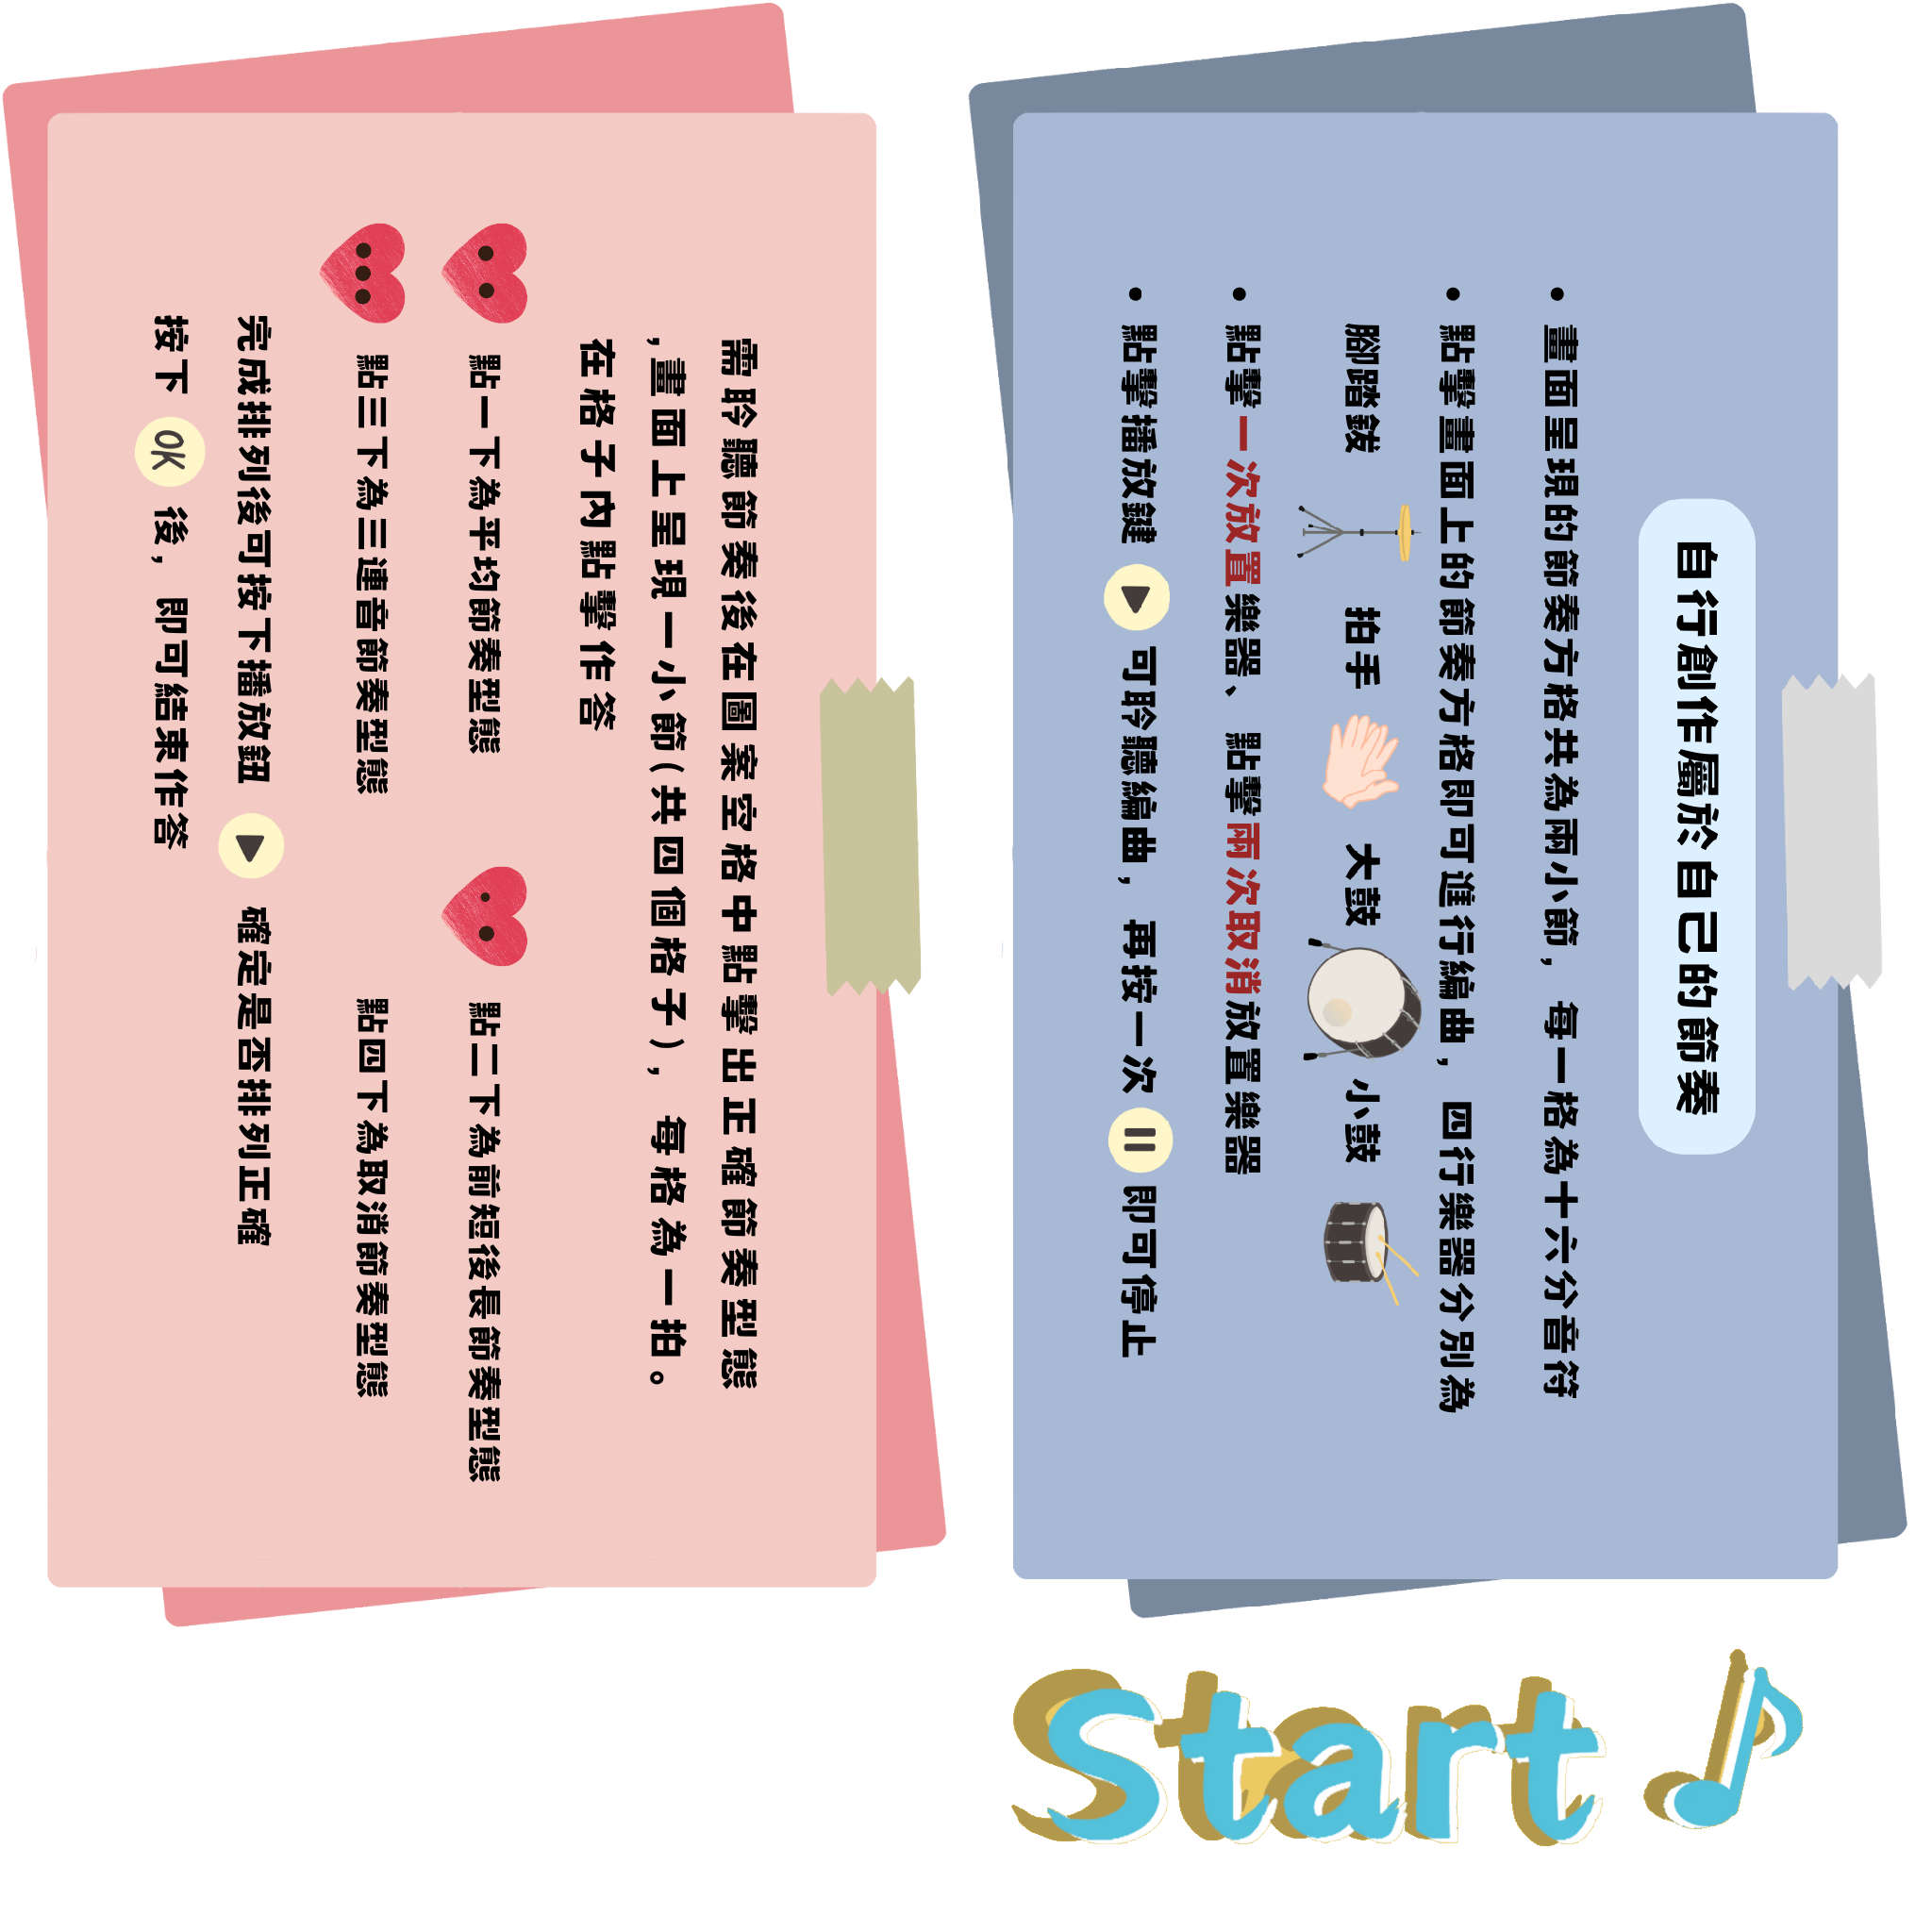 自行創作屬於自己的節奏
• 畫面呈現的節奏方格共為兩小節，每一格為十六分音符
• 點擊畫面上的節奏方格即可進行編曲，四行樂器分別為
腳踏鈸 拍手 大鼓 小鼓
• 點擊一次放置樂器、點擊兩次取消放置樂器
• 點擊播放鍵 可聆聽編曲，再按一次 即可停止
需聆聽節奏後在圖案空格中點擊出正確節奏型態
，畫面上呈現一小節(共四個格子)，每格為一拍。
在格子內點擊作答
點一下為平均節奏型態 點二下為前短後長節奏型態
點三下為三連音節奏型態 點四下為取消節奏型態
完成排列後可按下播放鈕 確定是否排列正確
按下 OK 後，即可結束作答
Start